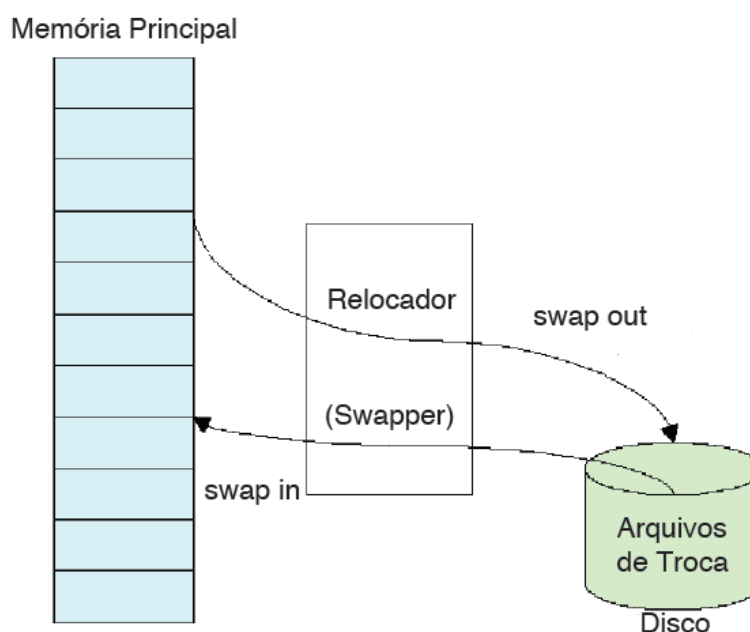 Memória Principal
Relocador
swap out
(Swapper)
swap in
Arquivos
de Troca
Disco